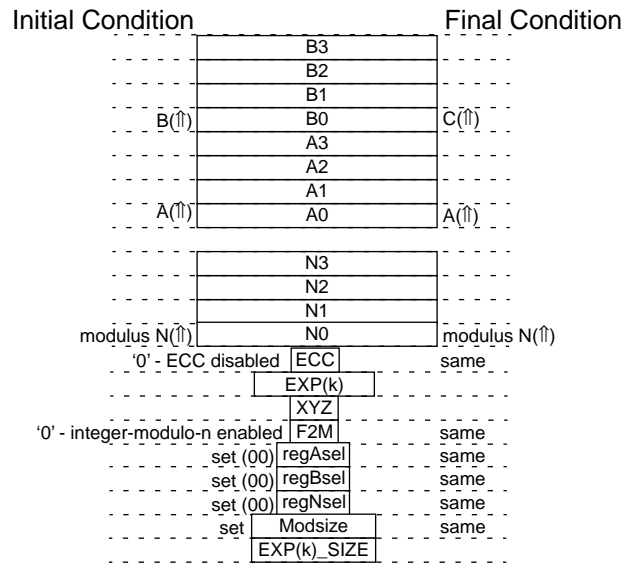 Initial Condition Final Condition
B3
B2
B1
B(⇑) B0 C(⇑)
A3
A2
A1
A(⇑) A0 A(⇑)
N3
N2
N1
modulus N(⇑) N0 modulus N(⇑)
‘0’ - ECC disabled ECC same
EXP(k)
XYZ
‘0’ - integer-modulo-n enabled F2M same
set (00) regAsel same
set (00) regBsel same
set (00) regNsel same
set Modsize same
EXP(k)_SIZE